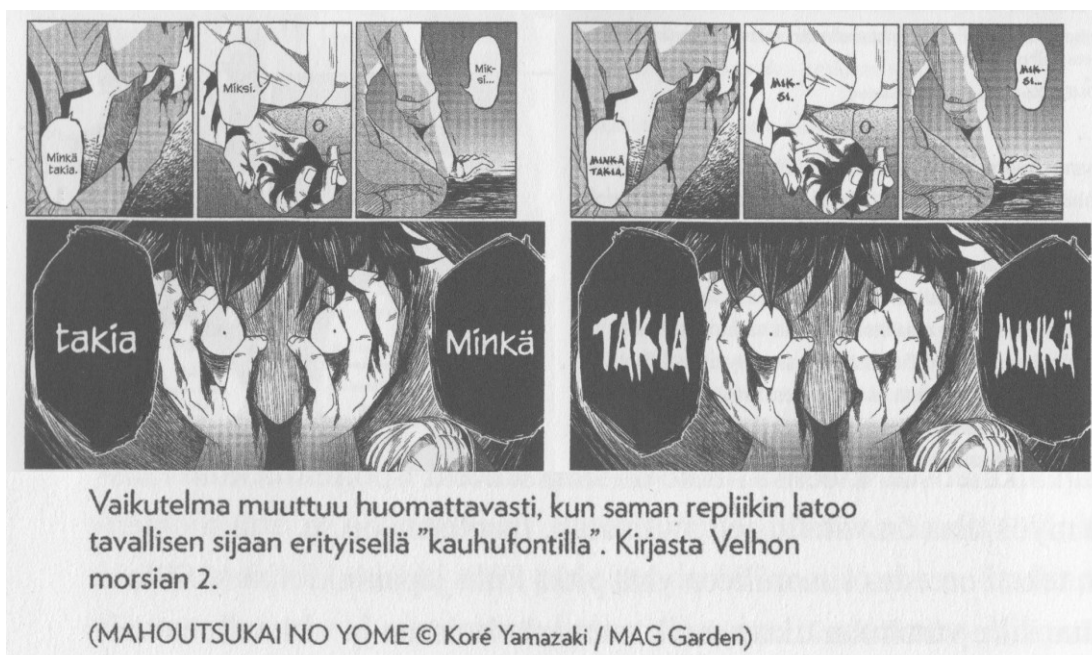 Mik-
si...
Miksi.
Minkä
takia.
Minkä
takia
MIK-
SI...
MIK-
SI.
MINKÄ
TAKIA.
MINKÄ
TAKIA
Vaikutelma muuttuu huomattavasti, kun saman repliikin latoo
tavallisen sijaan erityisellä ”kauhufontilla”. Kirjasta Velhon
morsian 2.
(MAHOUTSUKAI NO YOME © Koré Yamazaki / MAG Garden)